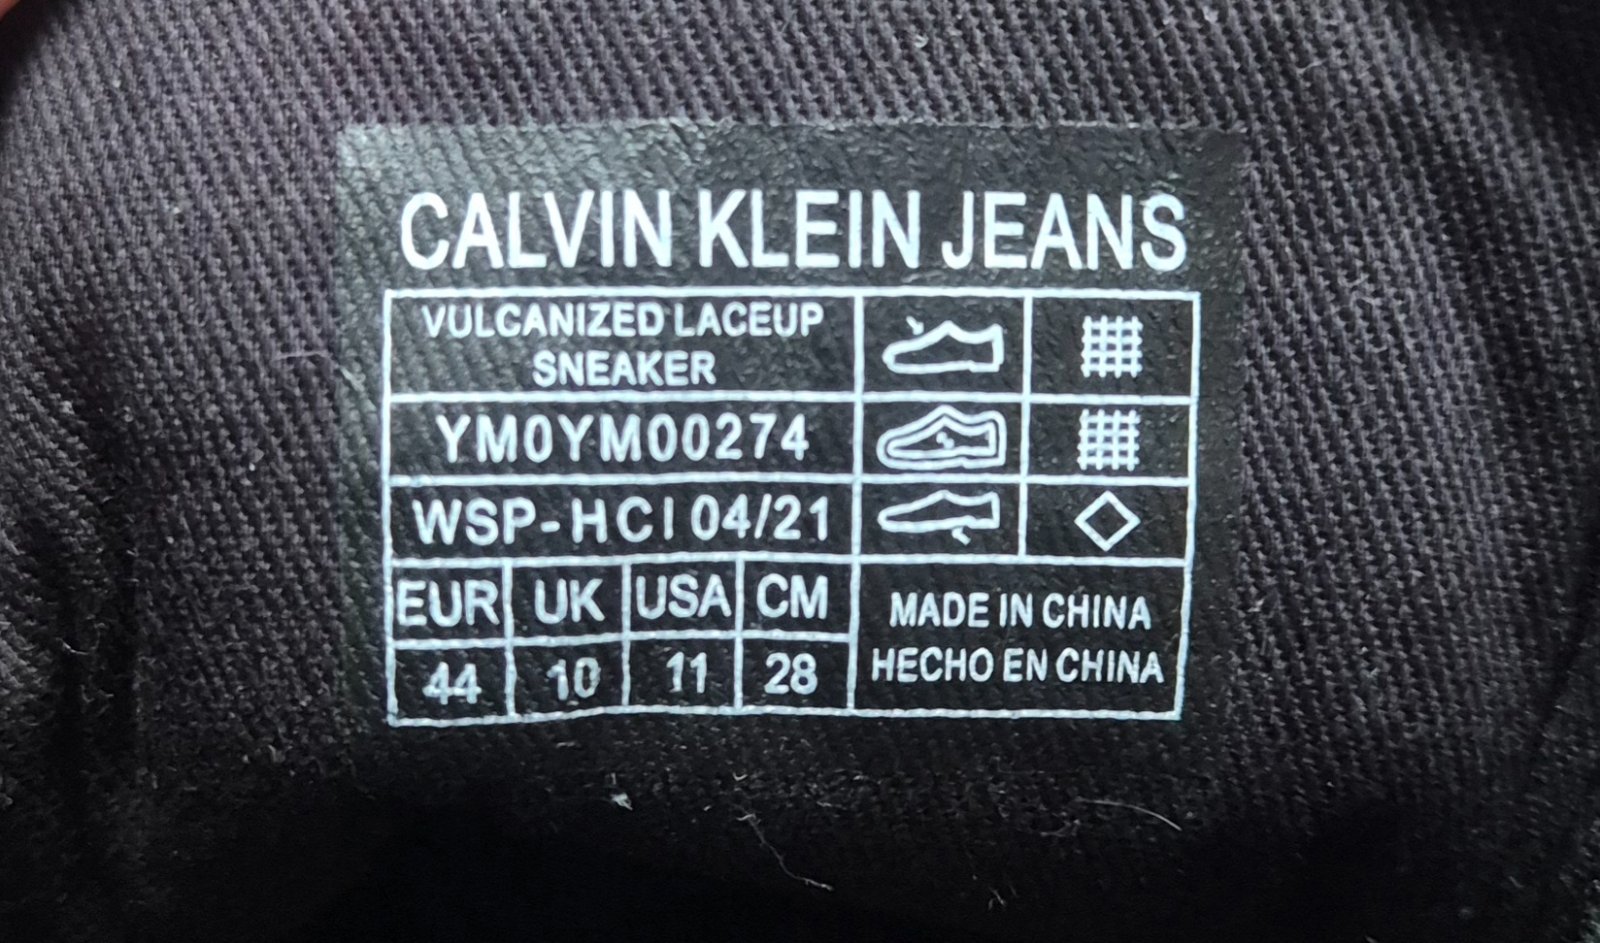 CALVIN KLEIN JEANS
VULCANIZED LACEUP
SNEAKER
YM0YM00274
WSP-HCI 04/21
EUR UK USA CM
44 10 11 28
MADE IN CHINA
HECHO EN CHINA